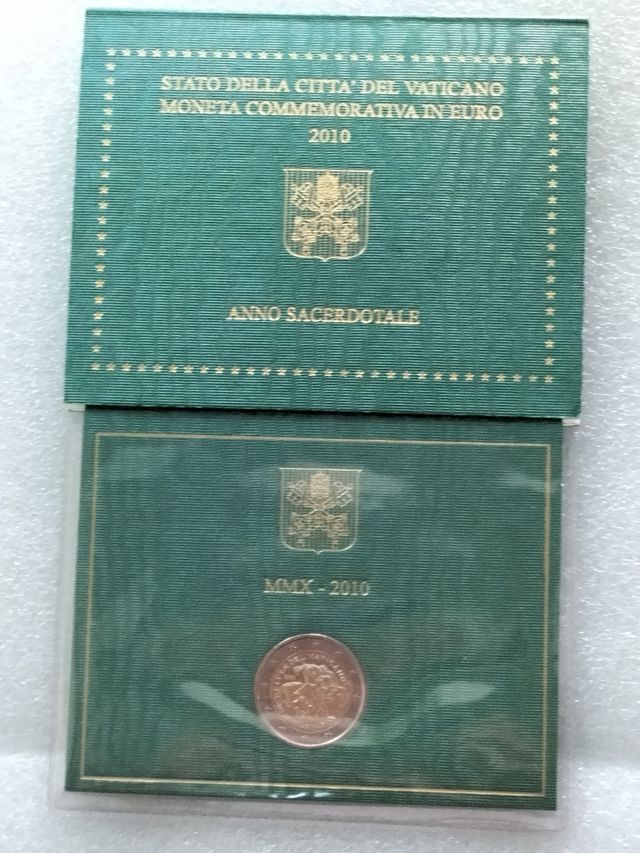 STATO DELLA CITTA' DEL VATICANO
MONETA COMMEMORATIVA IN EURO
2010
ANNO SACERDOTALE
MMX - 2010